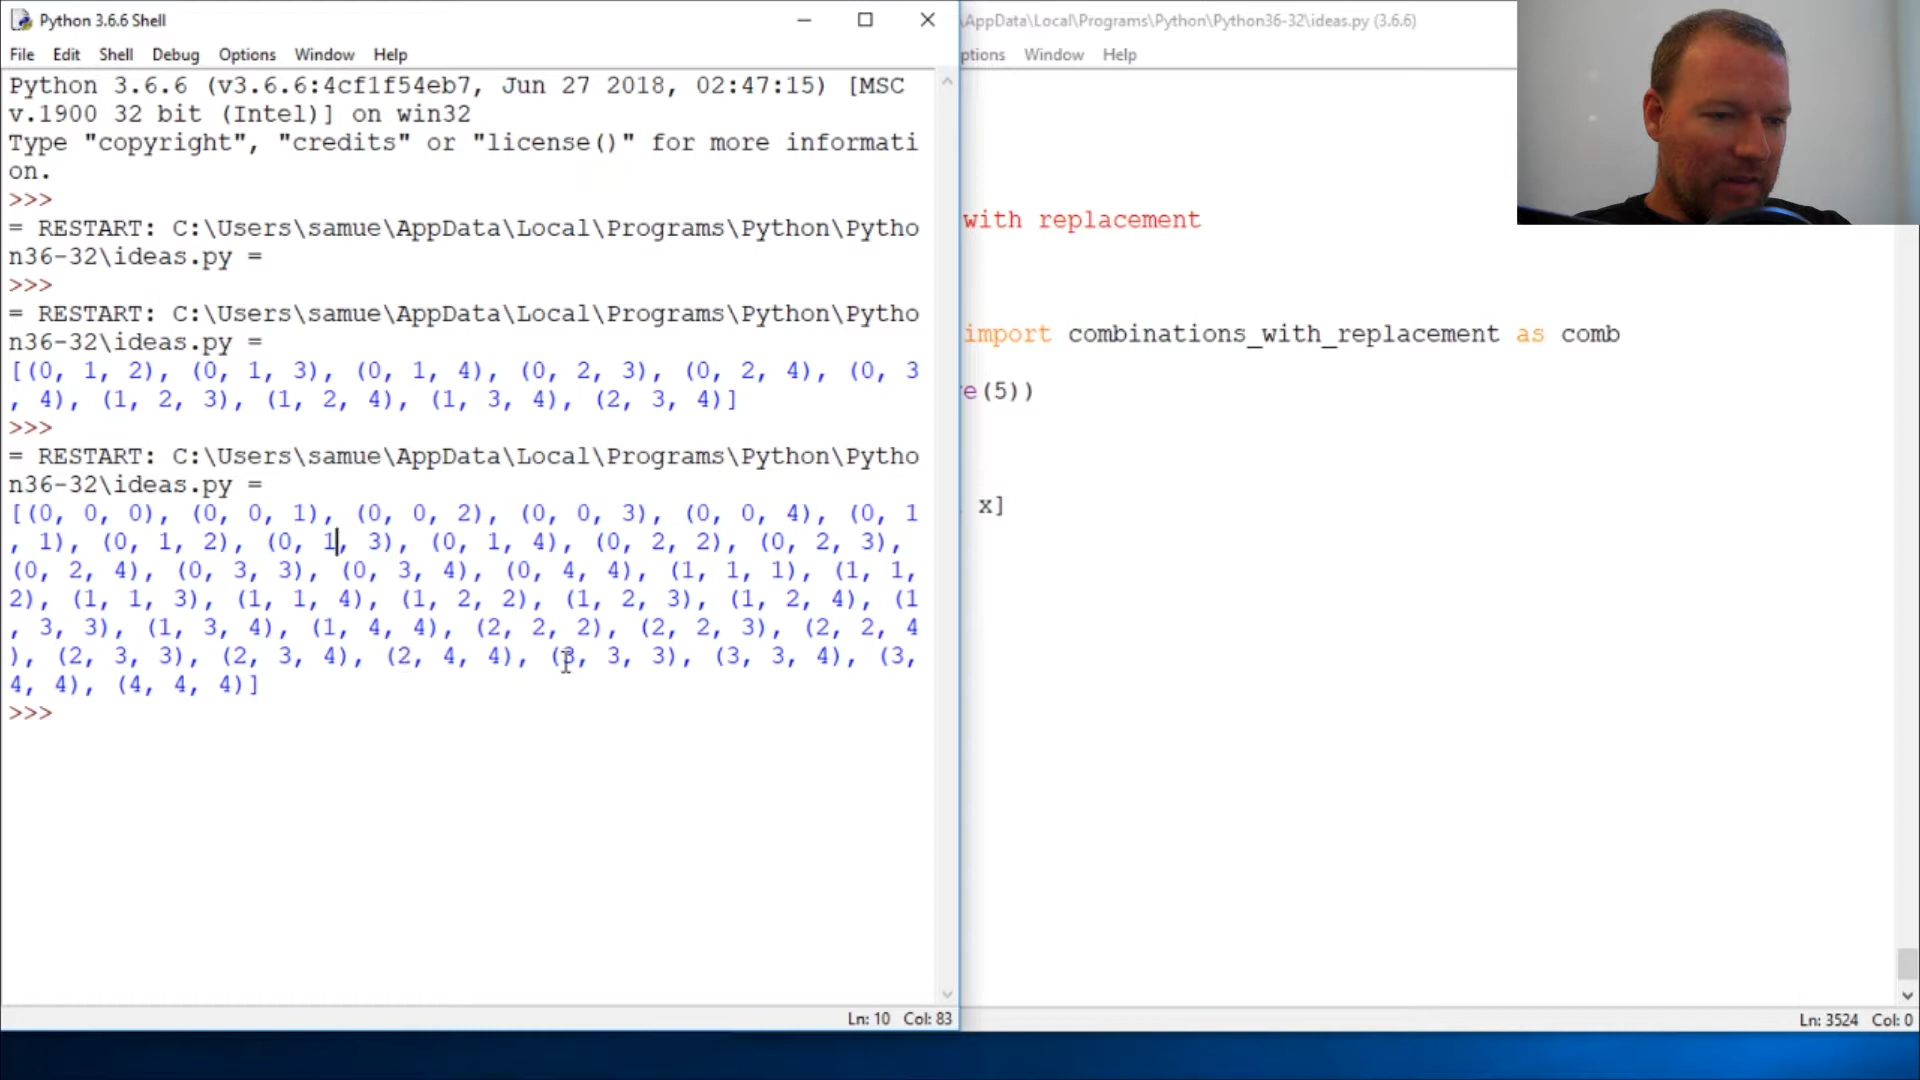 Python 3.6.6 Shell
\AppData\Local\Programs\Python\Python36-32\ideas.py (3.6.6)
File Edit Shell Debug Options Window Help
ptions Window Help
Python 3.6.6 (v3.6.6:4cf1f54eb7, Jun 27 2018, 02:47:15) [MSC
v.1900 32 bit (Intel)] on win32
Type "copyright", "credits" or "license()" for more informati
on.
>>>
= RESTART: C:\Users\samue\AppData\Local\Programs\Python\Pytho
n36-32\ideas.py =
>>>
= RESTART: C:\Users\samue\AppData\Local\Programs\Python\Pytho
n36-32\ideas.py =
[(0, 1, 2), (0, 1, 3), (0, 1, 4), (0, 2, 3), (0, 2, 4), (0, 3
, 4), (1, 2, 3), (1, 2, 4), (1, 3, 4), (2, 3, 4)]
>>>
= RESTART: C:\Users\samue\AppData\Local\Programs\Python\Pytho
n36-32\ideas.py =
[(0, 0, 0), (0, 0, 1), (0, 0, 2), (0, 0, 3), (0, 0, 4), (0, 1
, 1), (0, 1, 2), (0, 1, 3), (0, 1, 4), (0, 2, 2), (0, 2, 3),
(0, 2, 4), (0, 3, 3), (0, 3, 4), (0, 4, 4), (1, 1, 1), (1, 1,
2), (1, 1, 3), (1, 1, 4), (1, 2, 2), (1, 2, 3), (1, 2, 4), (1
, 3, 3), (1, 3, 4), (1, 4, 4), (2, 2, 2), (2, 2, 3), (2, 2, 4
), (2, 3, 3), (2, 3, 4), (2, 4, 4), (3, 3, 3), (3, 3, 4), (3,
4, 4), (4, 4, 4)]
>>>
with replacement
import combinations_with_replacement as comb
e(5))
x]
Ln: 10 Col: 83
Ln: 3524 Col: 0